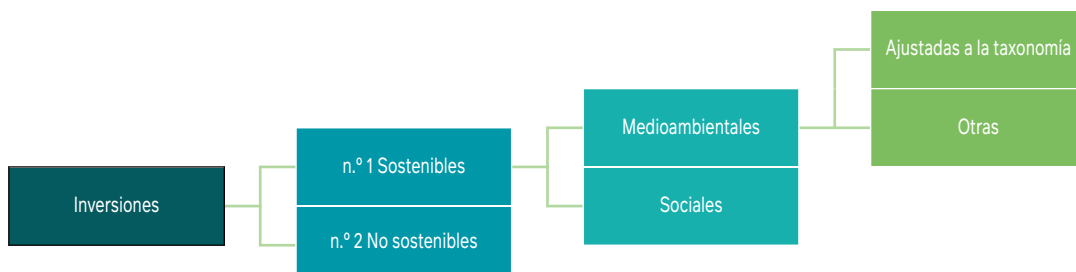 Inversiones
n.º 1 Sostenibles
n.º 2 No sostenibles
Medioambientales
Sociales
Ajustadas a la taxonomía
Otras